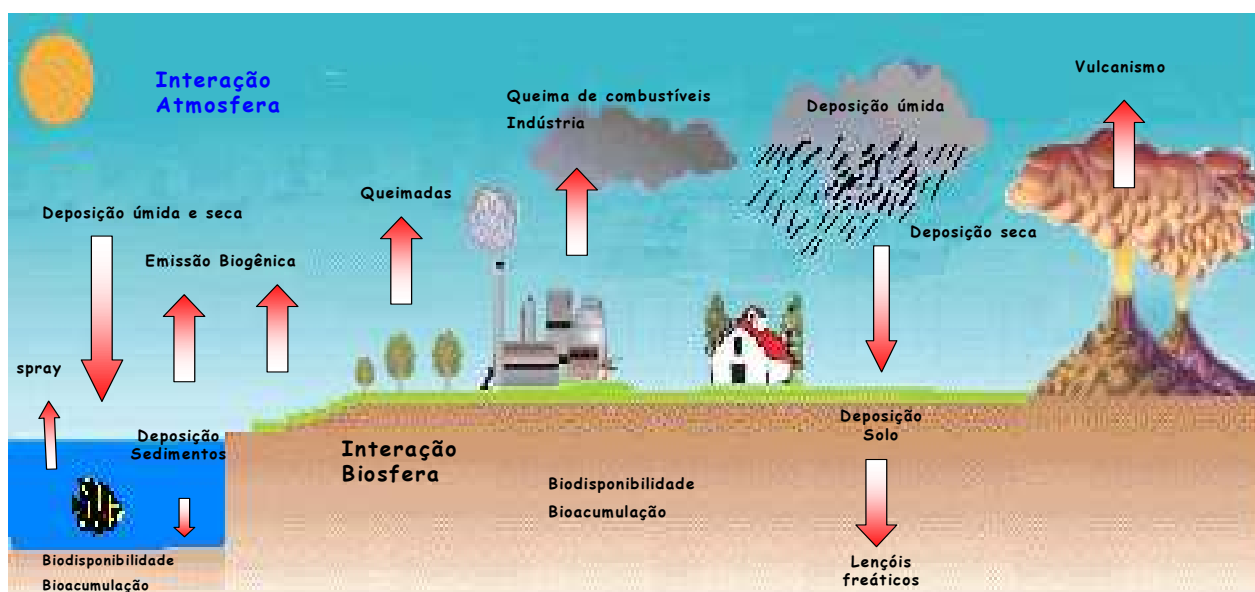 Interação
Atmosfera
Vulcanismo
Queima de combustíveis
Indústria
Deposição úmida
Queimadas
Deposição úmida e seca
Deposição seca
Emissão Biogênica
spray
Deposição
Sedimentos
Interação
Biosfera
Deposição
Solo
Biodisponibilidade
Bioacumulação
Lençóis
freáticos
Biodisponibilidade
Bioacumulação